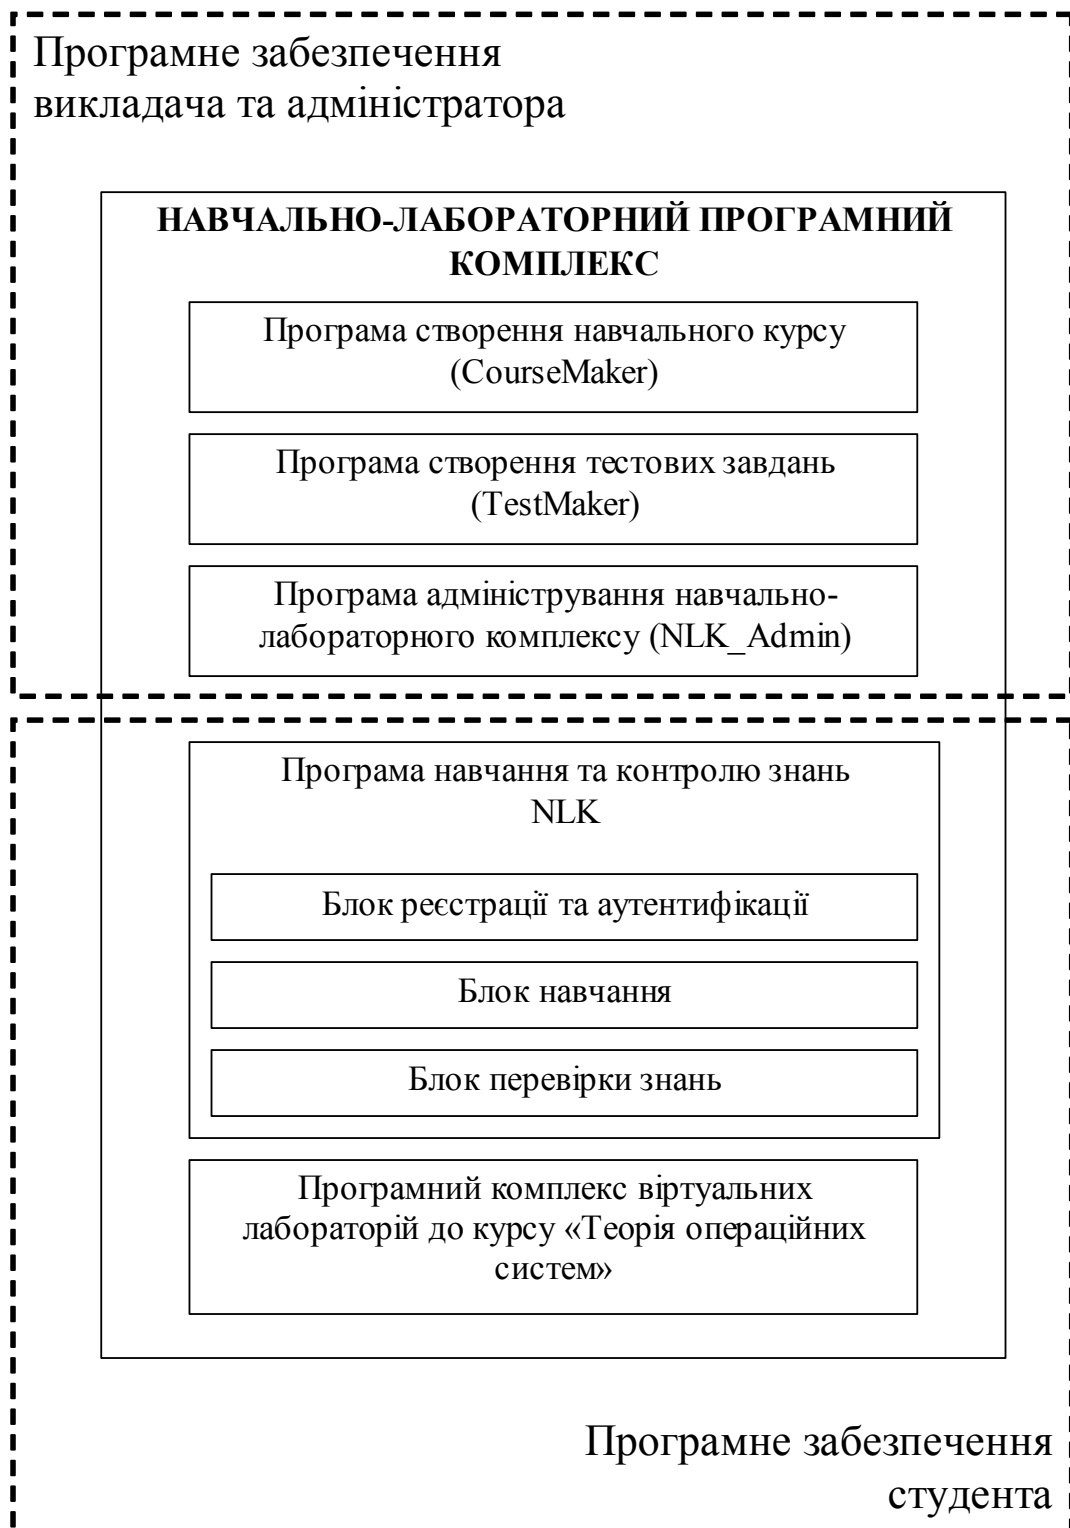 Програмне забезпечення
викладача та адміністратора
НАВЧАЛЬНО-ЛАБОРАТОРНИЙ ПРОГРАМНИЙ
КОМПЛЕКС
Програма створення навчального курсу
(CourseMaker)
Програма створення тестових завдань
(TestMaker)
Програма адміністрування навчально-
лабораторного комплексу (NLK_Admin)
Програма навчання та контролю знань
NLK
Блок реєстрації та аутентифікації
Блок навчання
Блок перевірки знань
Програмний комплекс віртуальних
лабораторій до курсу «Теорія операційних
систем»
Програмне забезпечення
студента